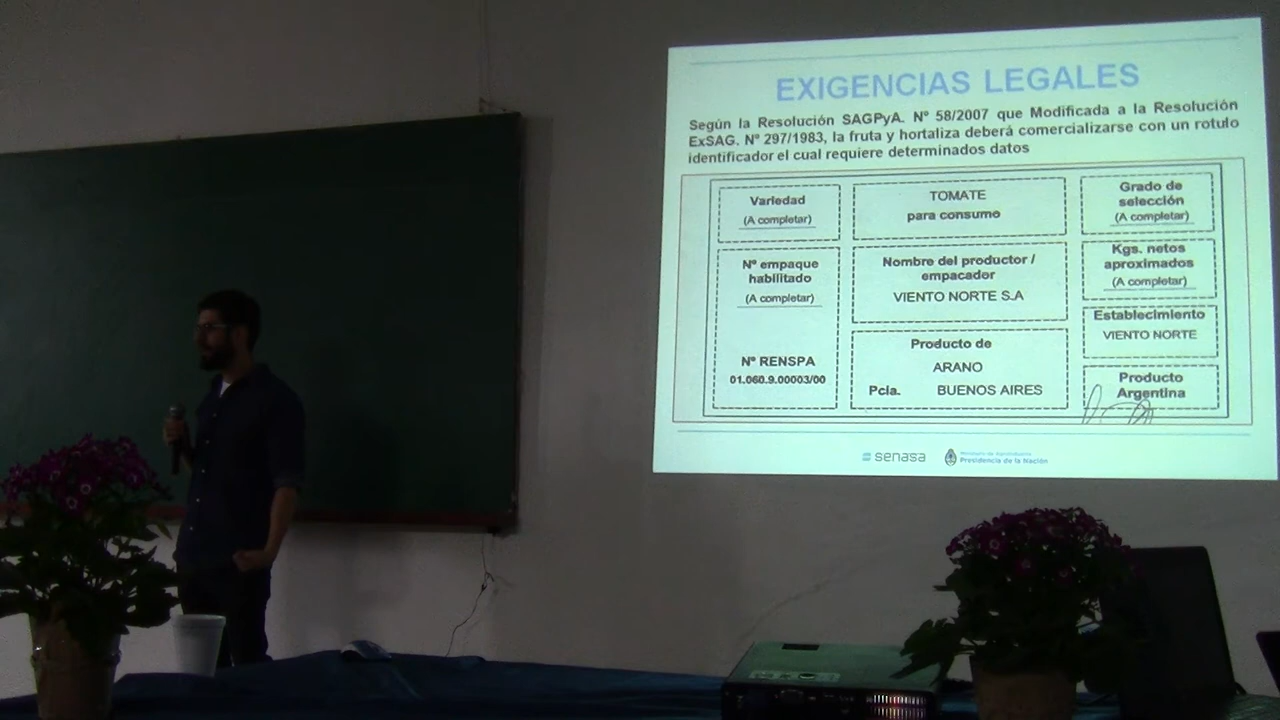 EXIGENCIAS LEGALES
Según la Resolución SAGPyA. Nº 58/2007 que Modificada a la Resolución
ExSAG. Nº 297/1983, la fruta y hortaliza deberá comercializarse con un rotulo
identificador el cual requiere determinados datos
Variedad
(A completar)
TOMATE
para consumo
Grado de
selección
(A completar)
Nº empaque
habilitado
(A completar)
Nombre del productor /
empacador
VIENTO NORTE S.A
Kgs. netos
aproximados
(A completar)
Establecimiento
VIENTO NORTE
Nº RENSPA
01.060.9.00003/00
Producto de
ARANO
Pcia. BUENOS AIRES
Producto
Argentina
senasa
Ministerio de Agroindustria
Presidencia de la Nación